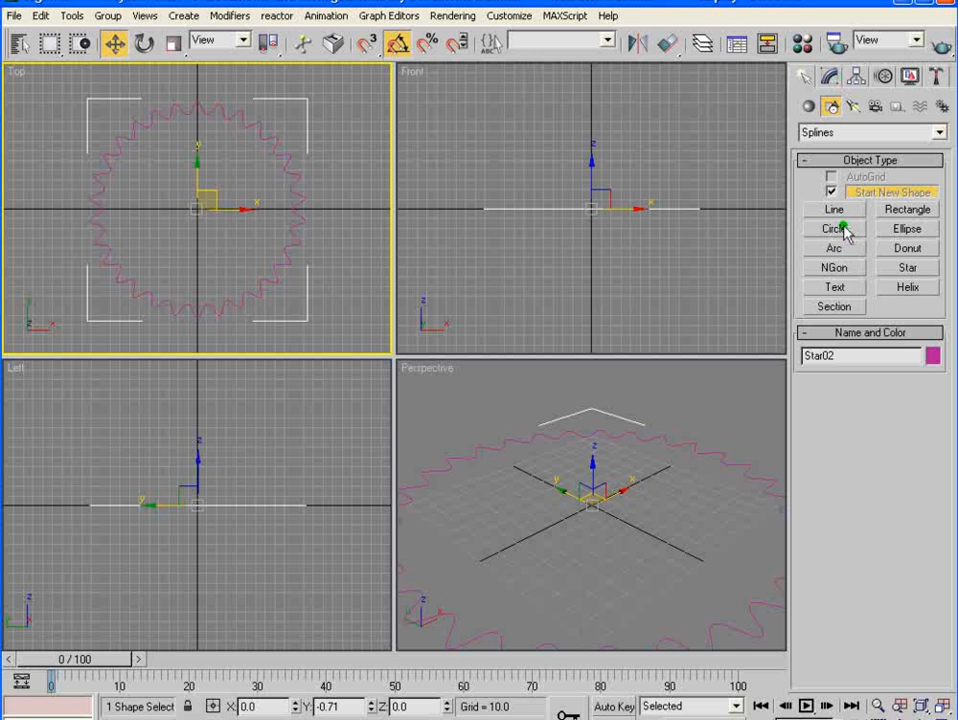 File Edit Tools Group Views Create Modifiers reactor Animation Graph Editors Rendering Customize MAXScript Help
View View
Top
y
x
z x
Front
z
x
z x
Splines
- Object Type
AutoGrid
Start New Shape
Line Rectangle
Circle Ellipse
Arc Donut
NGon Star
Text Helix
Section
- Name and Color
Star02
Left
z
y
z
y
Perspective
z
y x
z
x
< 0 / 100 >
0 10 20 30 40 50 60 70 80 90 100
1 Shape Select X: 0.0 Y: -0.71 Z: 0.0 Grid = 10.0 Auto Key Selected